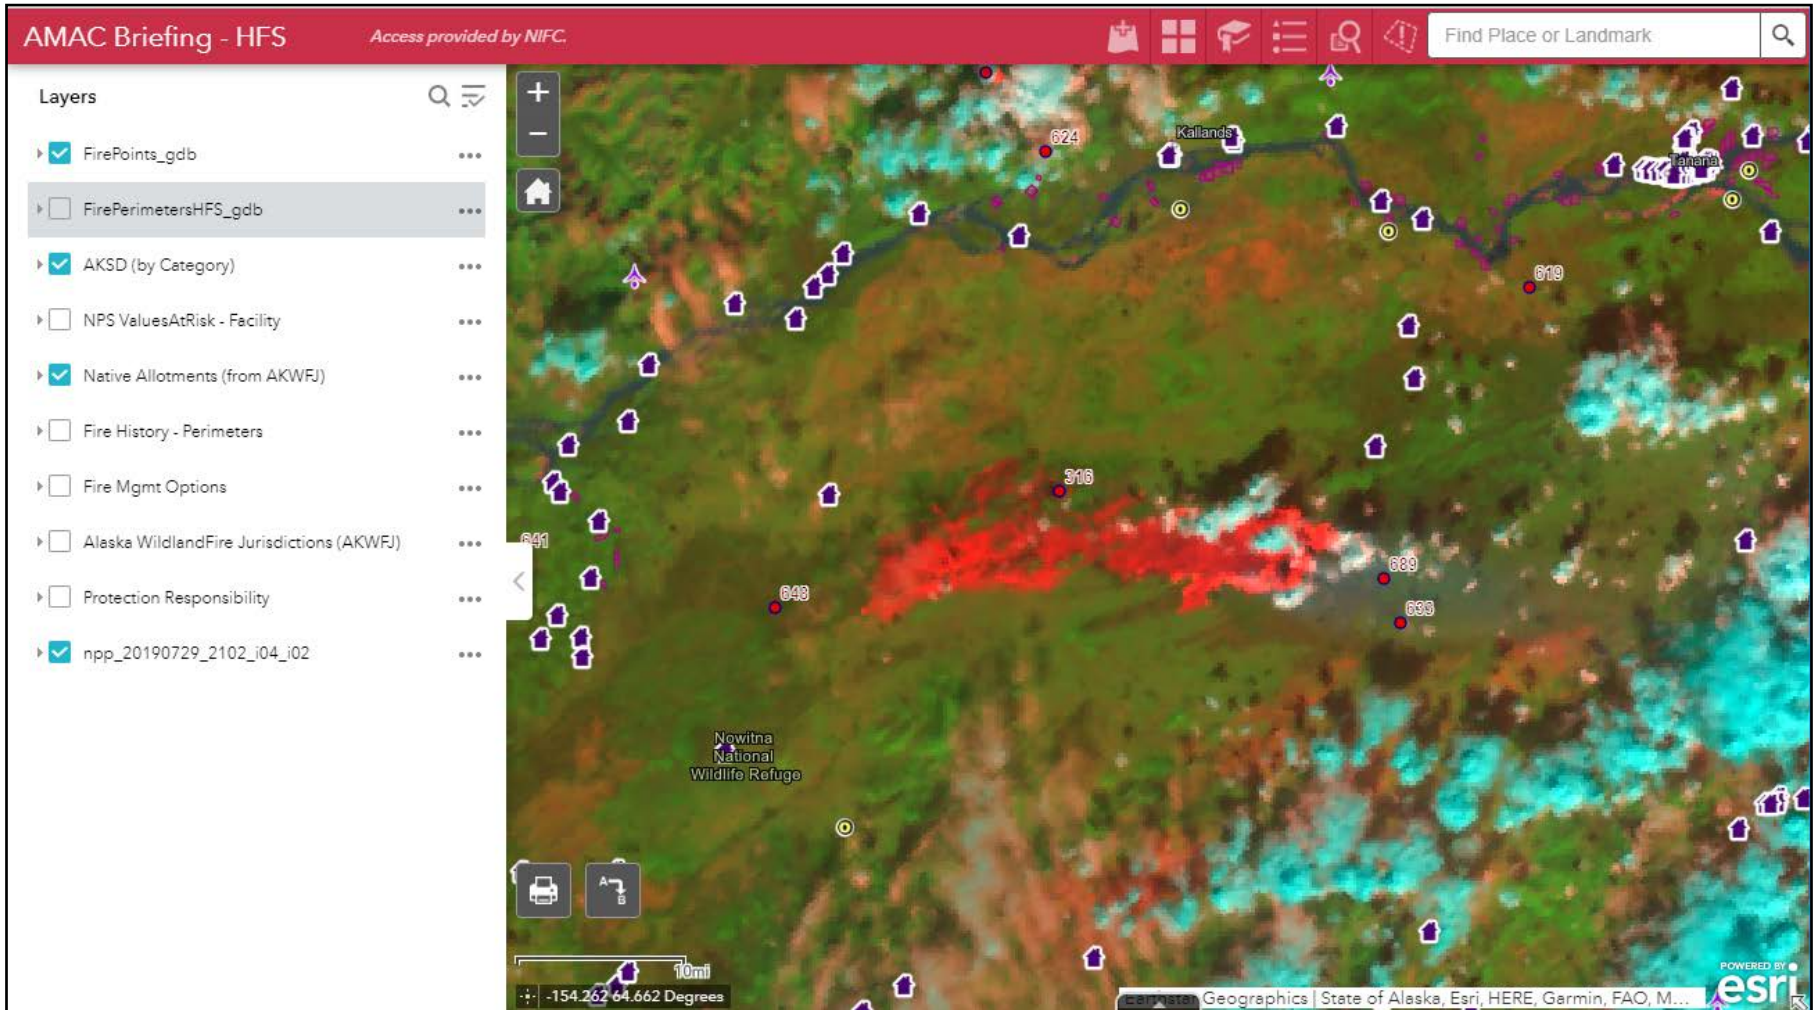 AMAC Briefing - HFS
Access provided by NIFC.
Find Place or Landmark
Layers
FirePoints_gdb
FirePerimetersHFS_gdb
AKSD (by Category)
NPS ValuesAtRisk - Facility
Native Allotments (from AKWFJ)
Fire History - Perimeters
Fire Mgmt Options
Alaska WildlandFire Jurisdictions (AKWFJ)
Protection Responsibility
npp_20190729_2102_i04_i02
+
−
624
Kallands
Tanana
O
O
O
O
619
316
641
689
648
635
Nowitna
National
Wildlife Refuge
O
A
B
10mi
-154.262 64.662 Degrees
Earthstar Geographics | State of Alaska, Esri, HERE, Garmin, FAO, M...
POWERED BY
esri